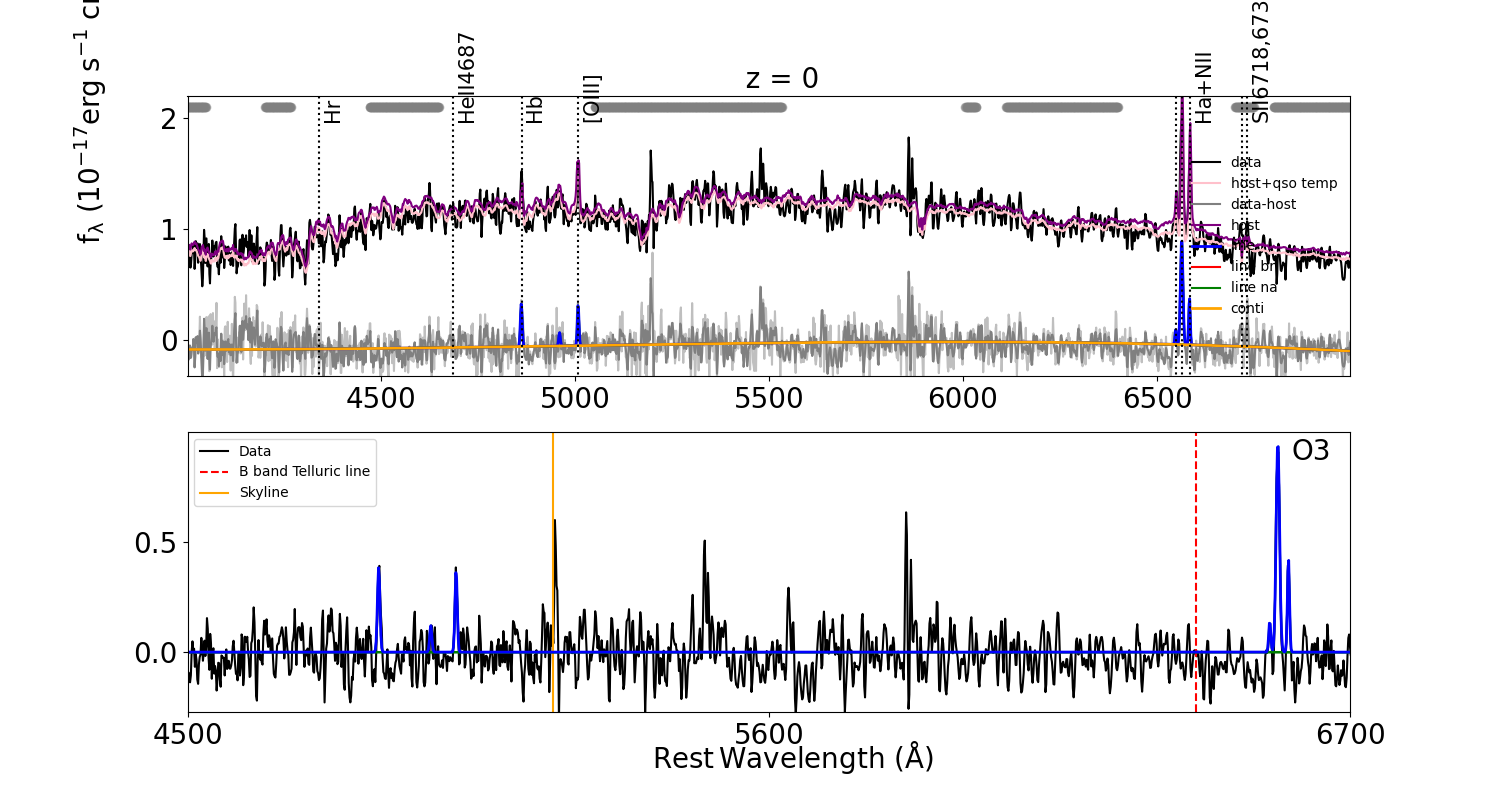 z = 0
f_λ (10^−17 erg s^−1 c
Hr
HeII4687
Hb
[OIII]
Ha+NII
SII6718,673
2
1
0
data
host+qso temp
data-host
host
line br
line na
conti
4500
5000
5500
6000
6500
Data
B band Telluric line
Skyline
O3
0.5
0.0
4500
5600
6700
Rest Wavelength (Å)